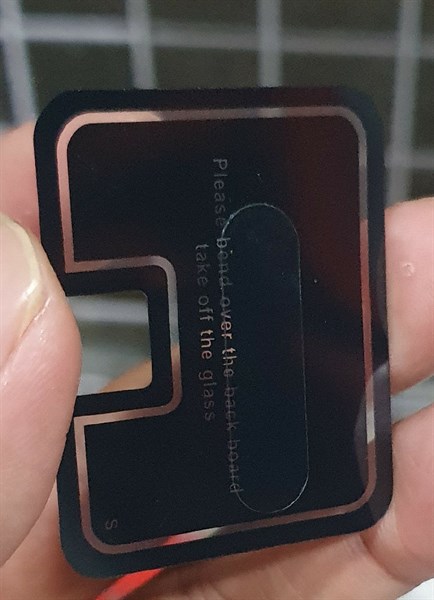 Please bend over the back board
take off the glass
S